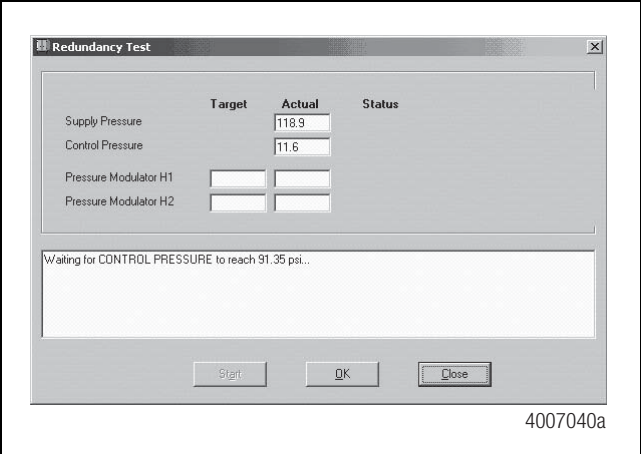 Redundancy Test
Target Actual Status
Supply Pressure 118.9
Control Pressure 11.6
Pressure Modulator H1
Pressure Modulator H2
Waiting for CONTROL PRESSURE to reach 91.35 psi...
Start OK Close
4007040a